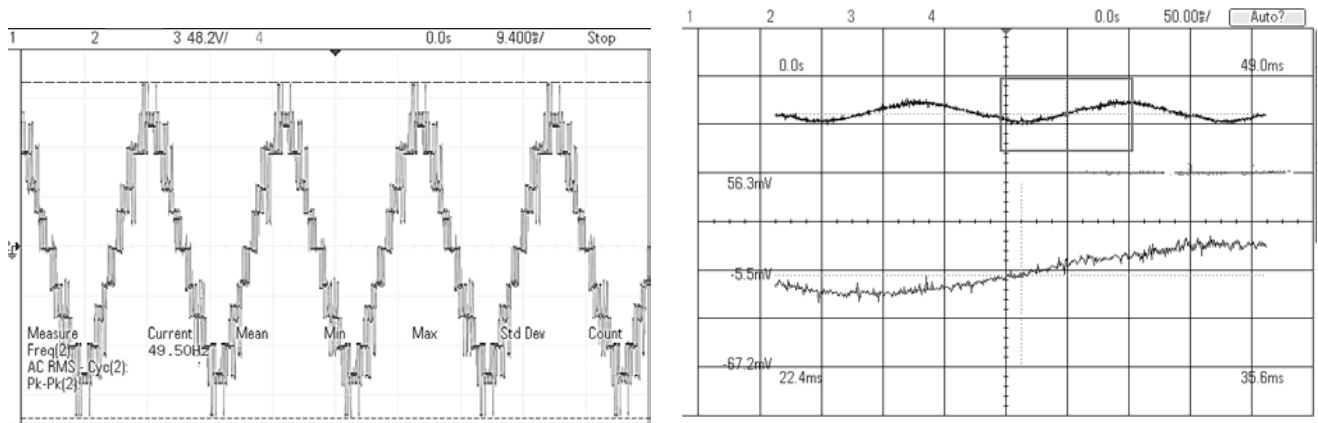 1 2 3 48.2V/ 4 0.0s 9.400㎳/ Stop
Measure Current Mean Min Max Std Dev Count
Freq(2): 49.50Hz
AC RMS - Cyc(2):
Pk-Pk(2):
1 2 3 4 0.0s 50.00㎳/ Auto?
0.0s 49.0ms
56.3mV
-5.5mV
-67.2mV
22.4ms 35.6ms